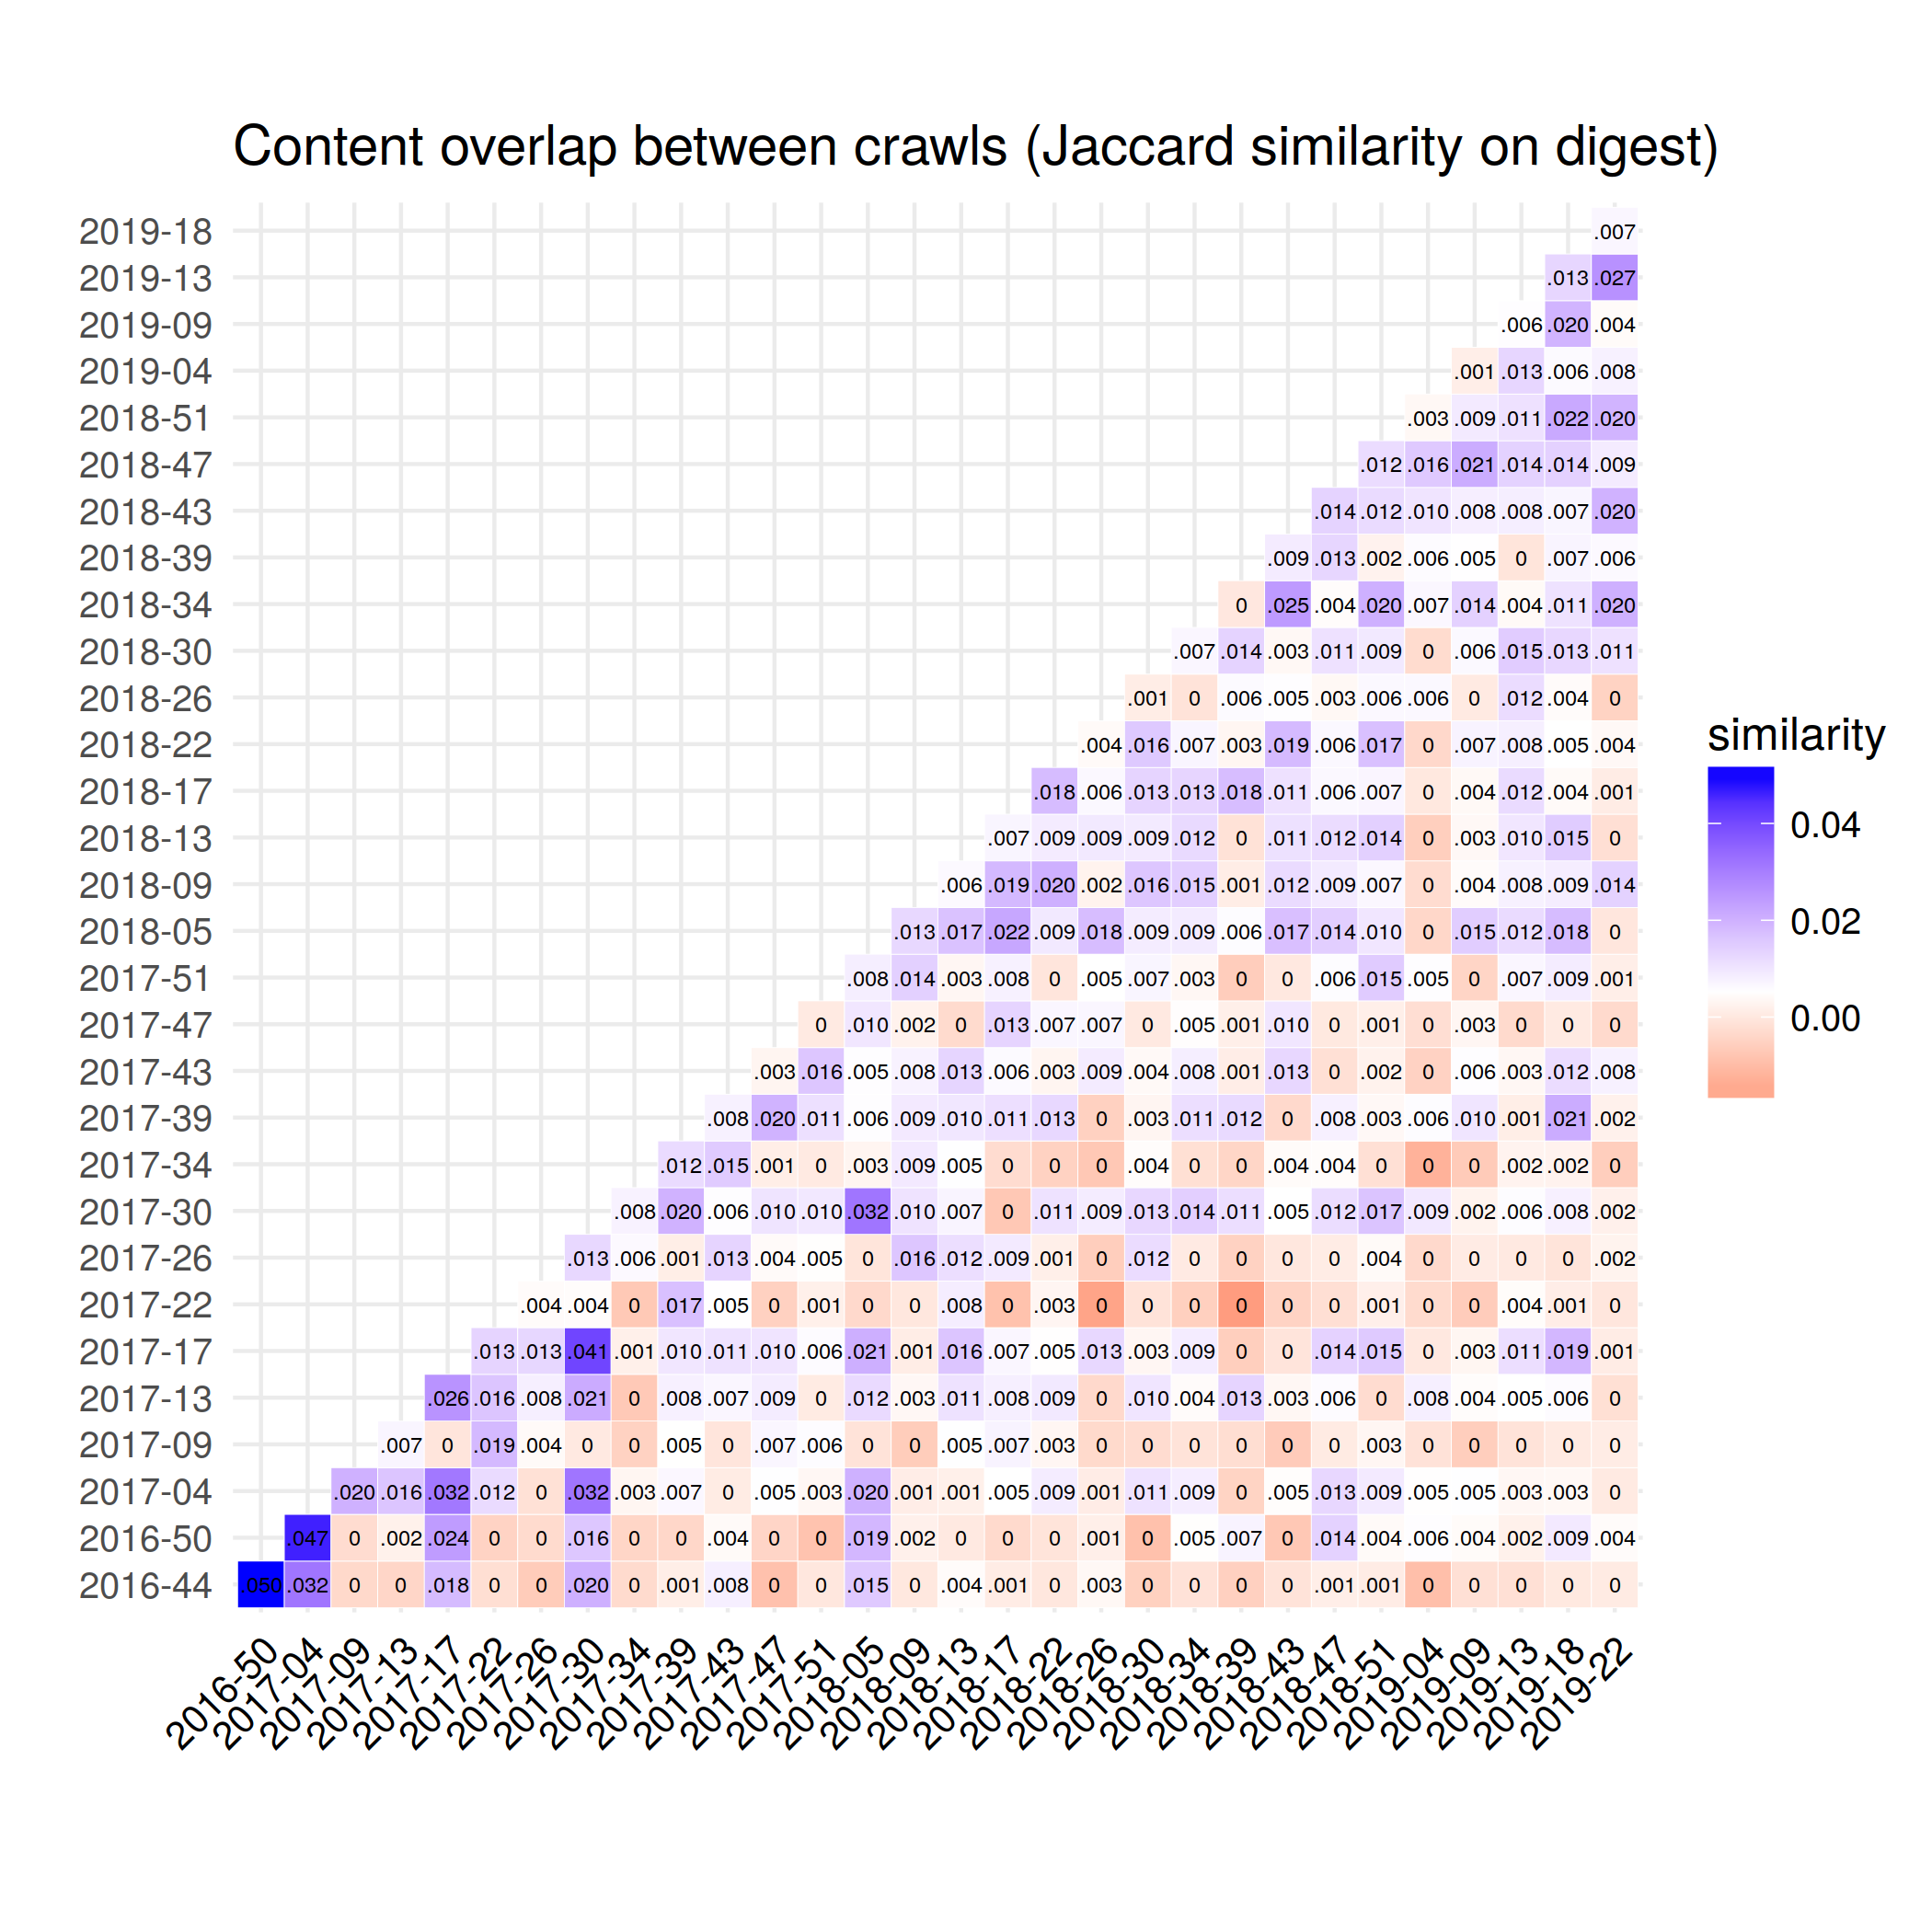 Content overlap between crawls (Jaccard similarity on digest)
2019-18 .007
2019-13 .013 .027
2019-09 .006 .020 .004
2019-04 .001 .013 .006 .008
2018-51 .003 .009 .011 .022 .020
2018-47 .012 .016 .021 .014 .014 .009
2018-43 .014 .012 .010 .008 .008 .007 .020
2018-39 .009 .013 .002 .006 .005 0 .007 .006
2018-34 0 .025 .004 .020 .007 .014 .004 .011 .020
2018-30 .007 .014 .003 .011 .009 0 .006 .015 .013 .011
2018-26 .001 0 .006 .005 .003 .006 .006 0 .012 .004 0
2018-22 .004 .016 .007 .003 .019 .006 .017 0 .007 .008 .005 .004
2018-17 .018 .006 .013 .013 .018 .011 .006 .007 0 .004 .012 .004 .001
2018-13 .007 .009 .009 .009 .012 0 .011 .012 .014 0 .003 .010 .015 0
2018-09 .006 .019 .020 .002 .016 .015 .001 .012 .009 .007 0 .004 .008 .009 .014
2018-05 .013 .017 .022 .009 .018 .009 .009 .006 .017 .014 .010 0 .015 .012 .018 0
2017-51 .008 .014 .003 .008 0 .005 .007 .003 0 0 .006 .015 .005 0 .007 .009 .001
2017-47 0 .010 .002 0 .013 .007 .007 0 .005 .001 .010 0 .001 0 .003 0 0 0
2017-43 .003 .016 .005 .008 .013 .006 .003 .009 .004 .008 .001 .013 0 .002 0 .006 .003 .012 .008
2017-39 .008 .020 .011 .006 .009 .010 .011 .013 0 .003 .011 .012 0 .008 .003 .006 .010 .001 .021 .002
2017-34 .012 .015 .001 0 .003 .009 .005 0 0 0 .004 0 0 .004 .004 0 0 0 .002 .002 0
2017-30 .008 .020 .006 .010 .010 .032 .010 .007 0 .011 .009 .013 .014 .011 .005 .012 .017 .009 .002 .006 .008 .002
2017-26 .013 .006 .001 .013 .004 .005 0 .016 .012 .009 .001 0 .012 0 0 0 0 .004 0 0 0 0 .002
2017-22 .004 .004 0 .017 .005 0 .001 0 0 .008 0 .003 0 0 0 0 0 0 .001 0 0 .004 .001 0
2017-17 .013 .013 .041 .001 .010 .011 .010 .006 .021 .001 .016 .007 .005 .013 .003 .009 0 0 .014 .015 0 .003 .011 .019 .001
2017-13 .026 .016 .008 .021 0 .008 .007 .009 0 .012 .003 .011 .008 .009 0 .010 .004 .013 .003 .006 0 .008 .004 .005 .006 0
2017-09 .007 0 .019 .004 0 0 .005 0 .007 .006 0 0 .005 .007 .003 0 0 0 0 0 0 .003 0 0 0 0 0
2017-04 .020 .016 .032 .012 0 .032 .003 .007 0 .005 .003 .020 .001 .001 .005 .009 .001 .011 .009 0 .005 .013 .009 .005 .005 .003 .003 0
2016-50 .047 0 .002 .024 0 0 .016 0 0 .004 0 0 .019 .002 0 0 0 .001 0 .005 .007 0 .014 .004 .006 .004 .002 .009 .004
2016-44 .050 .032 0 0 .018 0 0 .020 0 .001 .008 0 0 .015 0 .004 .001 0 .003 0 0 0 0 .001 .001 0 0 0 0 0
2016-50 2017-04 2017-09 2017-13 2017-17 2017-22 2017-26 2017-30 2017-34 2017-39 2017-43 2017-47 2017-51 2018-05 2018-09 2018-13 2018-17 2018-22 2018-26 2018-30 2018-34 2018-39 2018-43 2018-47 2018-51 2019-04 2019-09 2019-13 2019-18 2019-22
similarity
0.04
0.02
0.00